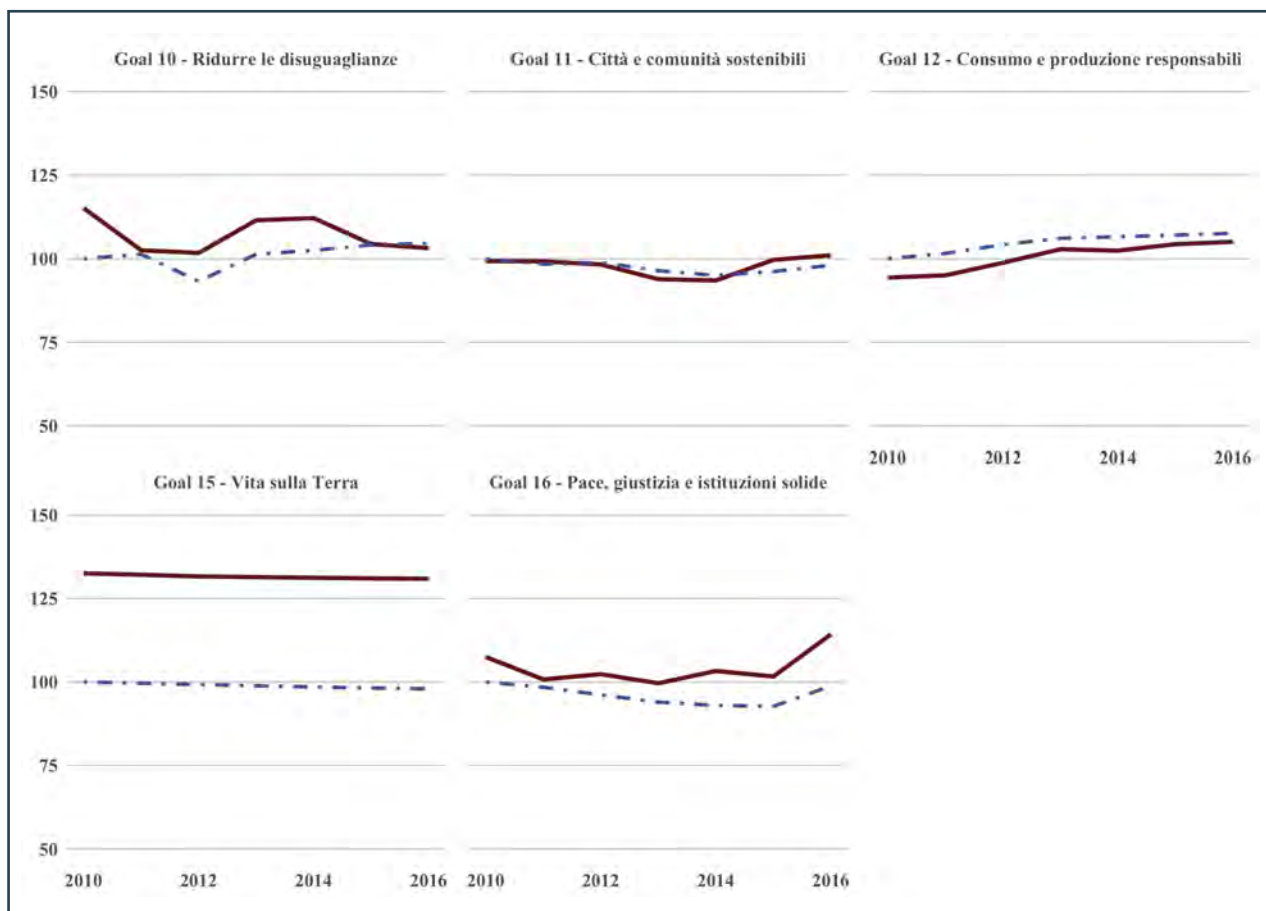 Goal 10 - Ridurre le disuguaglianze
Goal 11 - Città e comunità sostenibili
Goal 12 - Consumo e produzione responsabili
150
125
100
75
50
2010 2012 2014 2016
Goal 15 - Vita sulla Terra
Goal 16 - Pace, giustizia e istituzioni solide
150
125
100
75
50
2010 2012 2014 2016
2010 2012 2014 2016